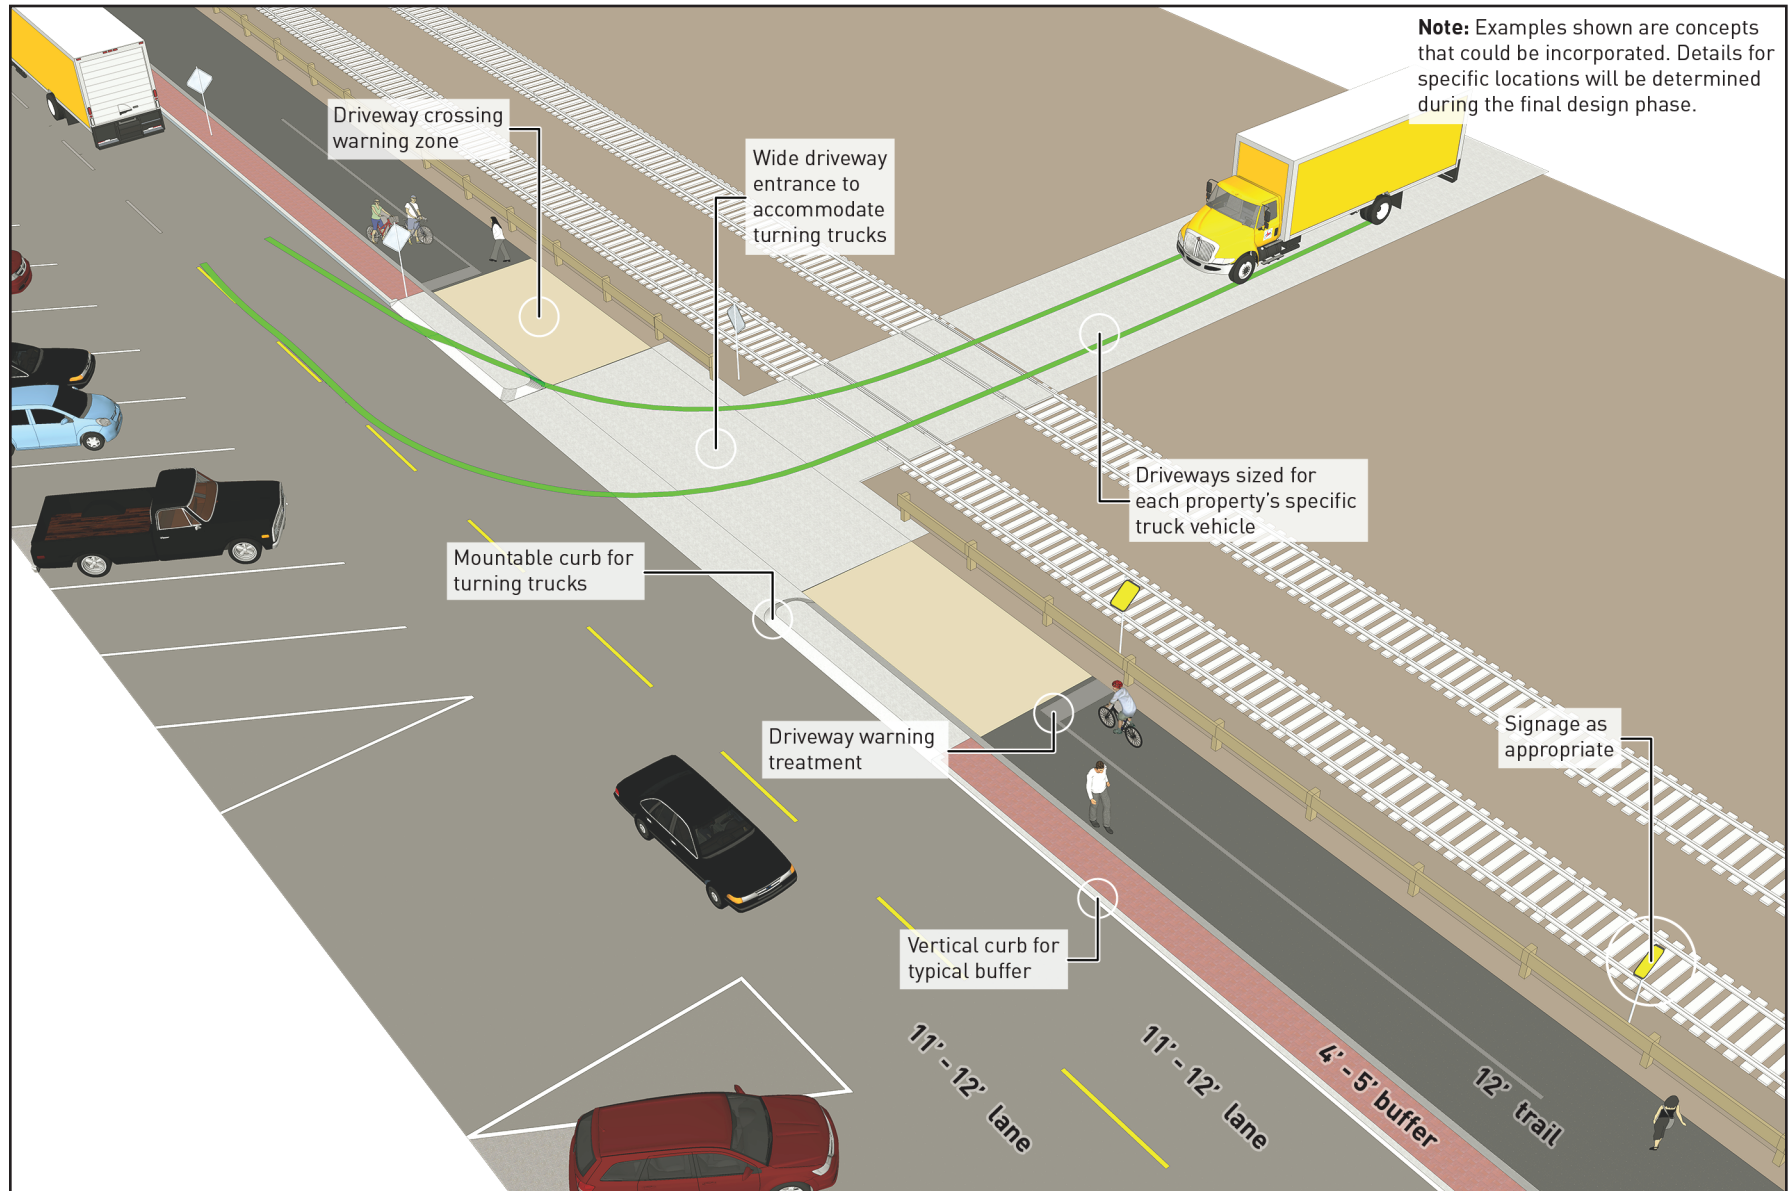 Note: Examples shown are concepts
that could be incorporated. Details for
specific locations will be determined
during the final design phase.
Driveway crossing
warning zone
Wide driveway
entrance to
accommodate
turning trucks
Driveways sized for
each property's specific
truck vehicle
Mountable curb for
turning trucks
Driveway warning
treatment
Signage as
appropriate
Vertical curb for
typical buffer
11' - 12' lane
11' - 12' lane
4' - 5' buffer
12' trail